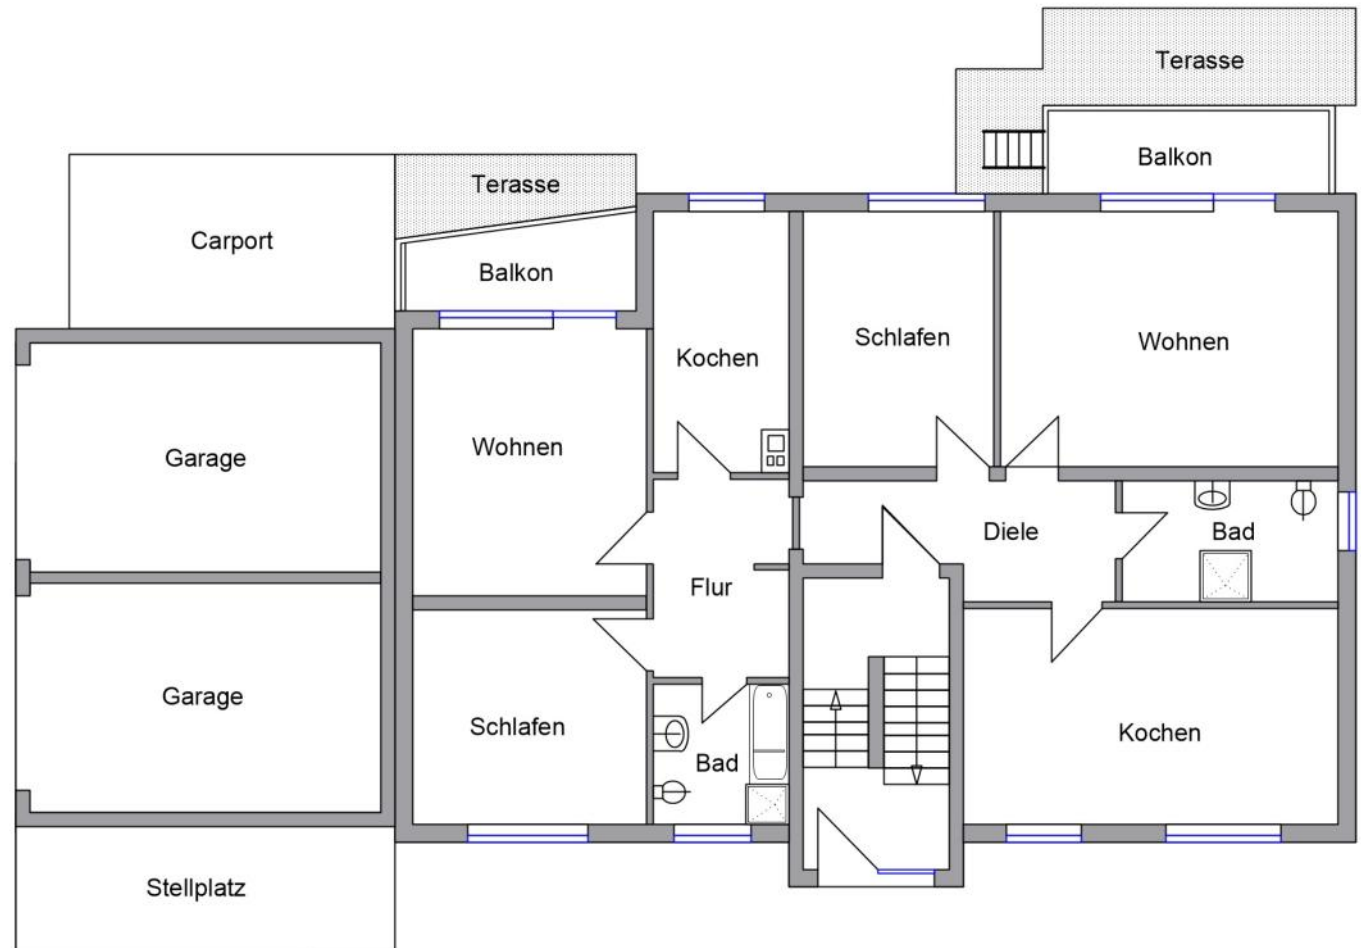 Terasse
Balkon
Terasse
Carport
Balkon
Schlafen
Wohnen
Kochen
Wohnen
Garage
Diele
Bad
Flur
Garage
Schlafen
Kochen
Bad
Stellplatz